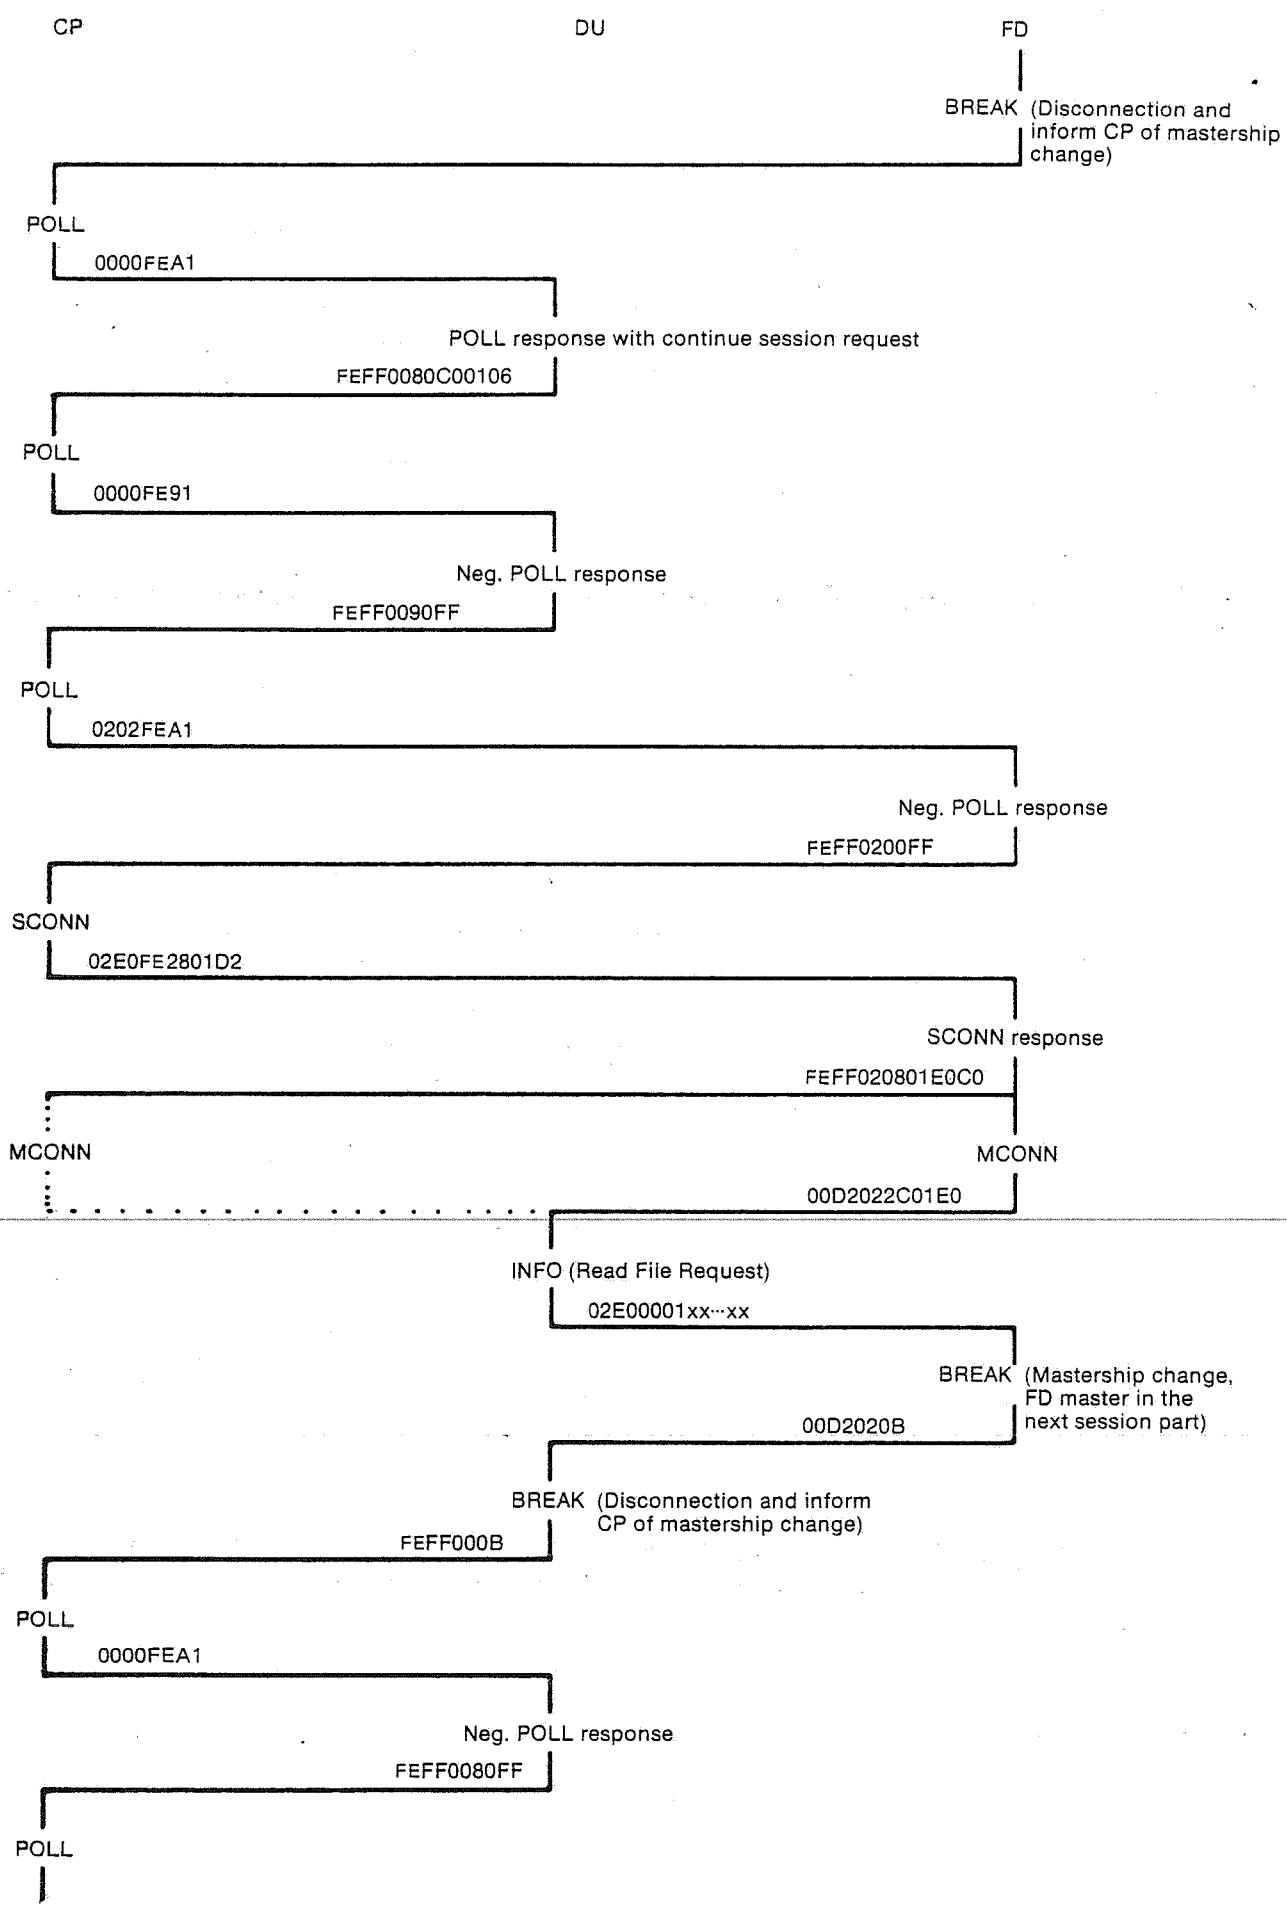 CP DU FD
BREAK (Disconnection and
inform CP of mastership
change)
POLL
0000FEA1
POLL response with continue session request
FEFF0080C00106
POLL
0000FE91
Neg. POLL response
FEFF0090FF
POLL
0202FEA1
Neg. POLL response
FEFF0200FF
SCONN
02E0FE2801D2
SCONN response
FEFF020801E0C0
MCONN MCONN
00D2022C01E0
INFO (Read File Request)
02E00001xx···xx
BREAK (Mastership change,
FD master in the
next session part)
00D2020B
BREAK (Disconnection and inform
CP of mastership change)
FEFF000B
POLL
0000FEA1
Neg. POLL response
FEFF0080FF
POLL